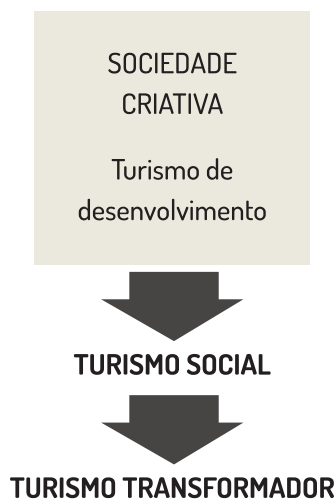 SOCIEDADE
CRIATIVA
Turismo de
desenvolvimento
TURISMO SOCIAL
TURISMO TRANSFORMADOR